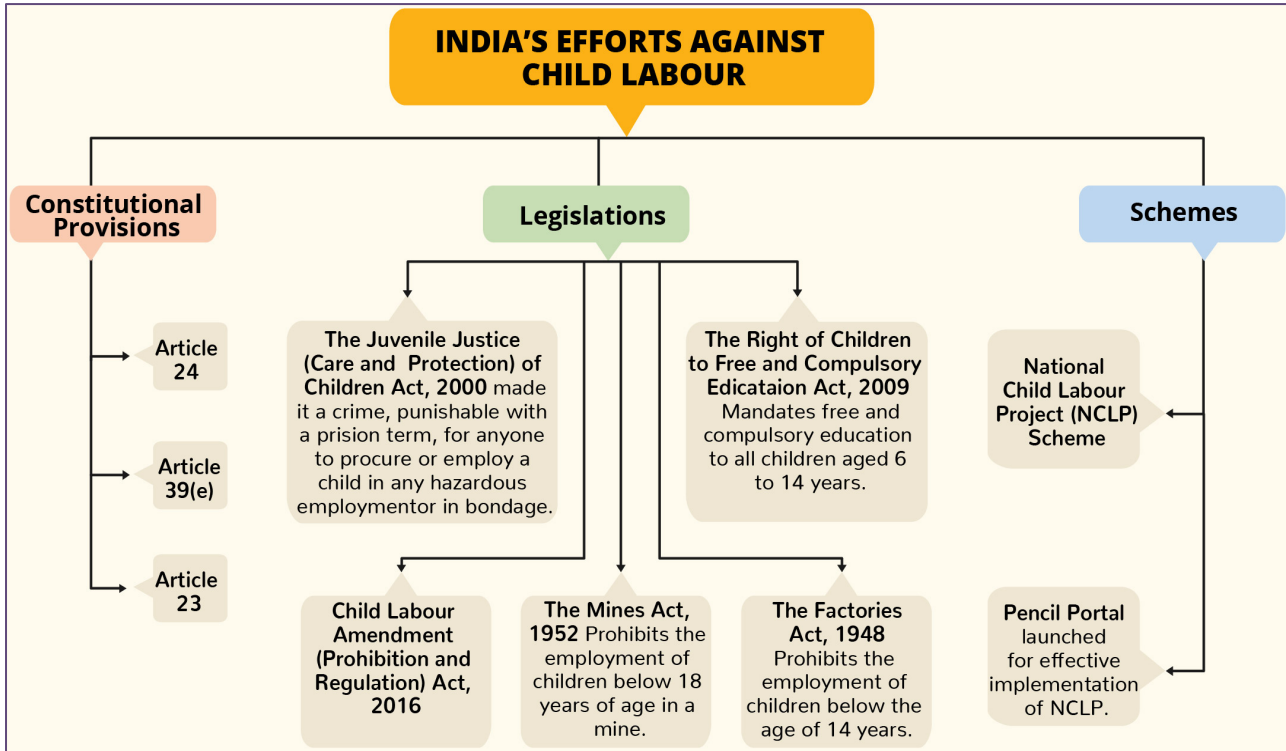 INDIA'S EFFORTS AGAINST
CHILD LABOUR
Constitutional
Provisions
Article
24
Article
39(e)
Article
23
Legislations
The Juvenile Justice
(Care and Protection) of
Children Act, 2000 made
it a crime, punishable with
a prision term, for anyone
to procure or employ a
child in any hazardous
employmentor in bondage.
The Right of Children
to Free and Compulsory
Edicataion Act, 2009
Mandates free and
compulsory education
to all children aged 6
to 14 years.
Child Labour
Amendment
(Prohibition and
Regulation) Act,
2016
The Mines Act,
1952 Prohibits the
employment of
children below 18
years of age in a
mine.
The Factories
Act, 1948
Prohibits the
employment of
children below the
age of 14 years.
Schemes
National
Child Labour
Project (NCLP)
Scheme
Pencil Portal
launched
for effective
implementation
of NCLP.